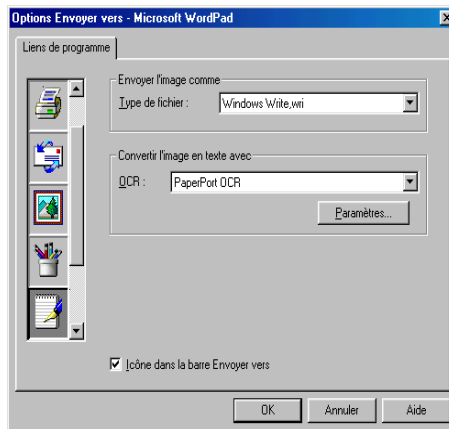 Options Envoyer vers - Microsoft WordPad
Liens de programme
Envoyer l'image comme
Type de fichier : Windows Write,wri
Convertir l'image en texte avec
OCR : PaperPort OCR
Paramètres...
Icône dans la barre Envoyer vers
OK Annuler Aide